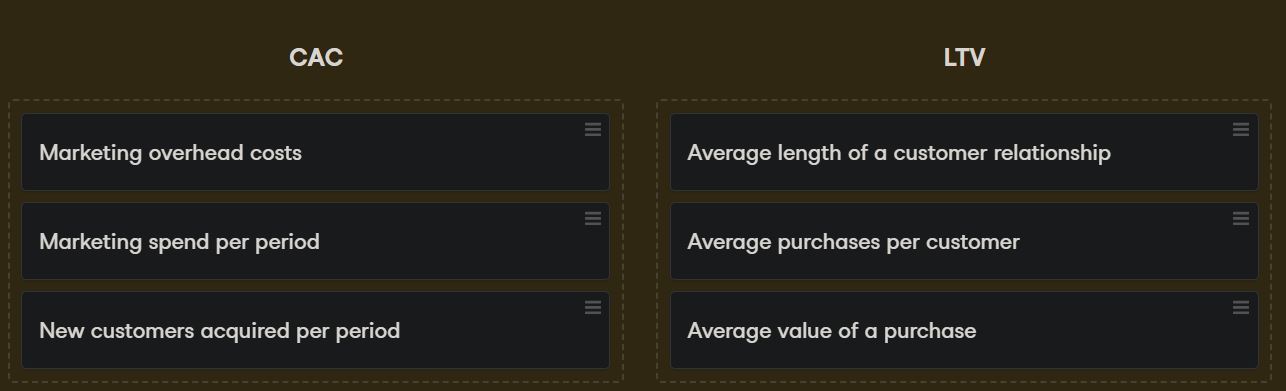 CAC
Marketing overhead costs
Marketing spend per period
New customers acquired per period
LTV
Average length of a customer relationship
Average purchases per customer
Average value of a purchase